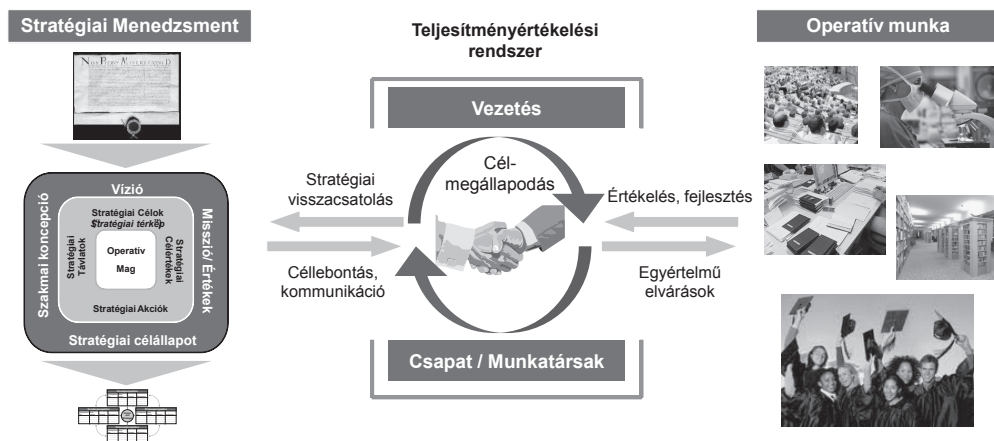 Stratégiai Menedzsment
Vízió
Szakmai koncepció
Misszió/ Értékek
Stratégiai Célok
„Stratégiai térkép”
Stratégiai
Távlatok
Operatív
Mag
Stratégiai
Célértékek
Stratégiai Akciók
Stratégiai célállapot
Teljesítményértékelési
rendszer
Vezetés
Cél-
megállapodás
Stratégiai
visszacsatolás
Céllebontás,
kommunikáció
Értékelés, fejlesztés
Egyértelmű
elvárások
Csapat / Munkatársak
Operatív munka